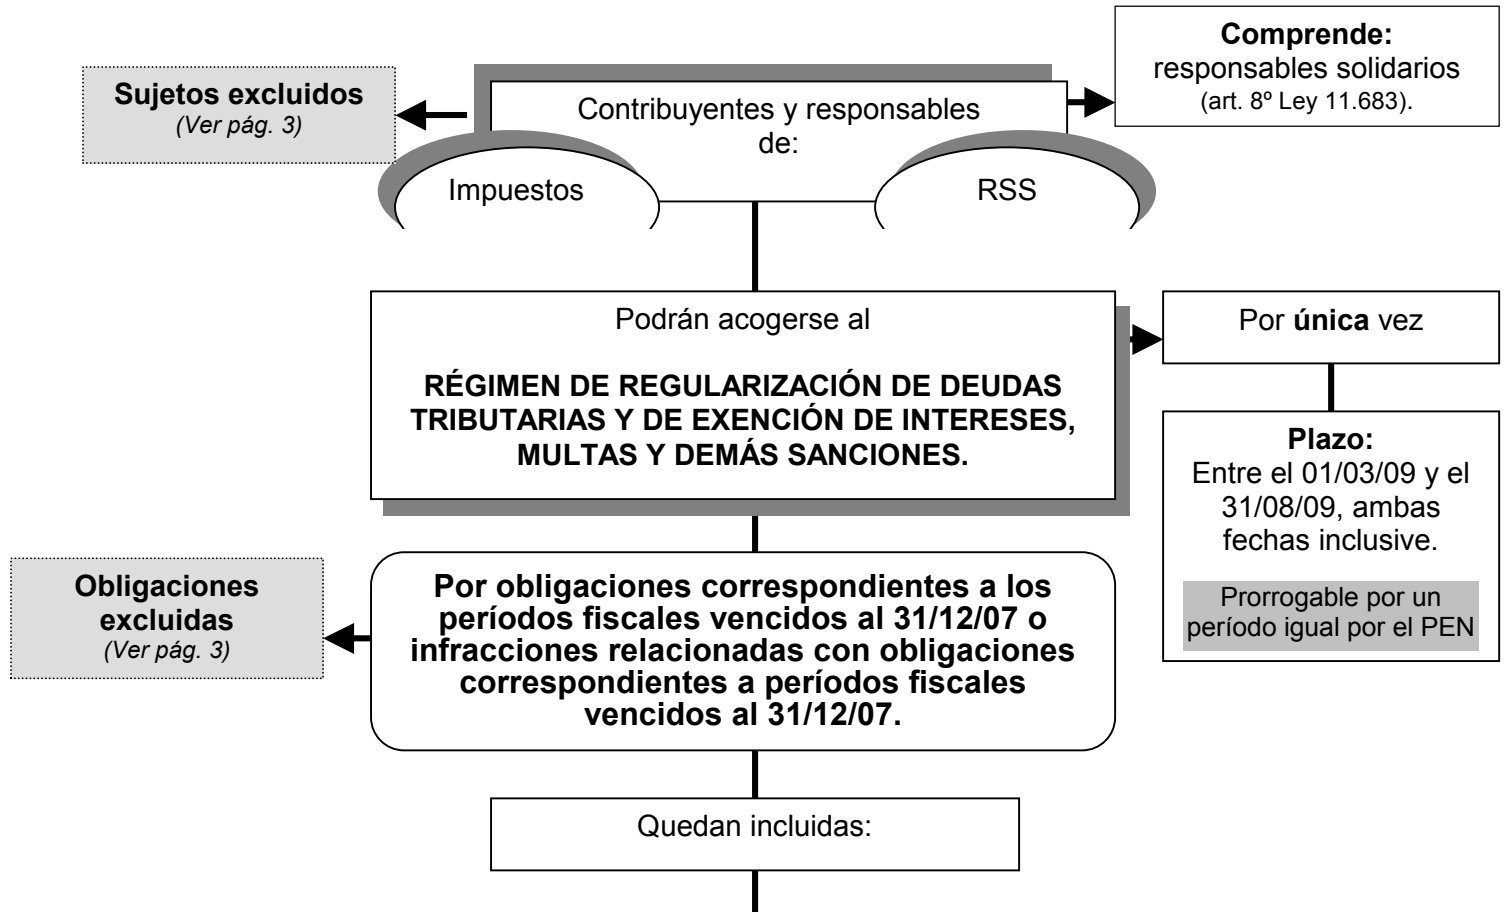 Comprende:
responsables solidarios
(art. 8º Ley 11.683).
Sujetos excluidos
(Ver pág. 3)
Contribuyentes y responsables
de:
Impuestos
RSS
Podrán acogerse al
RÉGIMEN DE REGULARIZACIÓN DE DEUDAS
TRIBUTARIAS Y DE EXENCIÓN DE INTERESES,
MULTAS Y DEMÁS SANCIONES.
Por única vez
Plazo:
Entre el 01/03/09 y el
31/08/09, ambas
fechas inclusive.
Prorrogable por un
período igual por el PEN
Obligaciones
excluidas
(Ver pág. 3)
Por obligaciones correspondientes a los
períodos fiscales vencidos al 31/12/07 o
infracciones relacionadas con obligaciones
correspondientes a períodos fiscales
vencidos al 31/12/07.
Quedan incluidas: